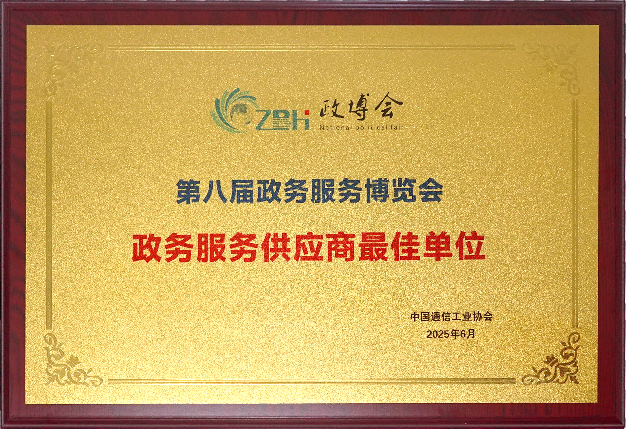 ZBH 政博会
第八届政务服务博览会
政务服务供应商最佳单位
中国通信工业协会
2025年6月